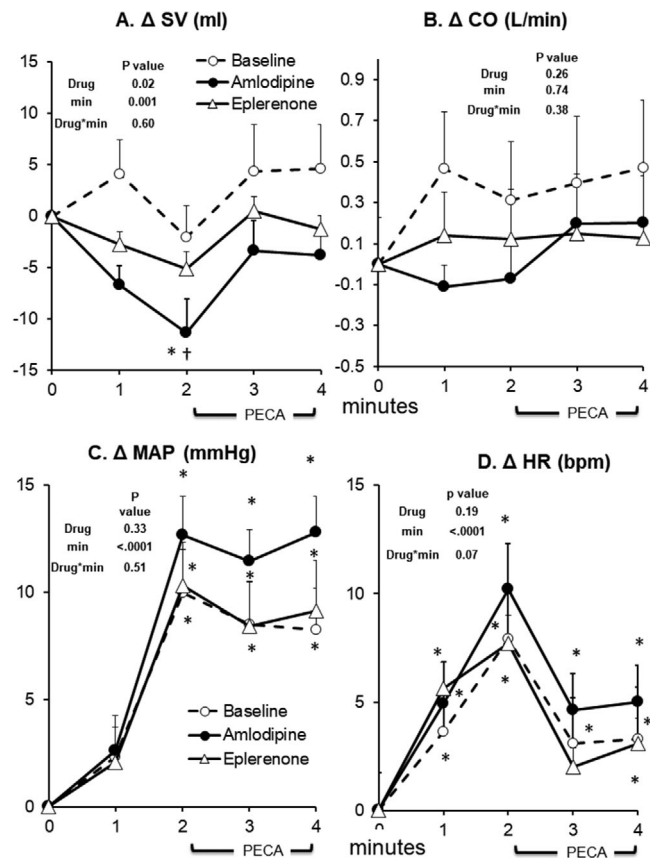 A. Δ SV (ml)
P value
Drug 0.02
min 0.001
Drug*min 0.60
Baseline
Amlodipine
Eplerenone
15
10
5
0
-5
-10
-15
* †
0 1 2 3 4
PECA
B. Δ CO (L/min)
P value
Drug 0.26
min 0.74
Drug*min 0.38
0.9
0.7
0.5
0.3
0.1
-0.1
-0.3
-0.5
0 1 2 3 4
minutes
PECA
C. Δ MAP (mmHg)
P
value
Drug 0.33
min <.0001
Drug*min 0.51
15
10
5
0
* * *
* * *
* * *
Baseline
Amlodipine
Eplerenone
0 1 2 3 4
PECA
D. Δ HR (bpm)
p value
Drug 0.19
min <.0001
Drug*min 0.07
15
10
5
0
*
* * * *
* * * *
* *
0 1 2 3 4
minutes
PECA